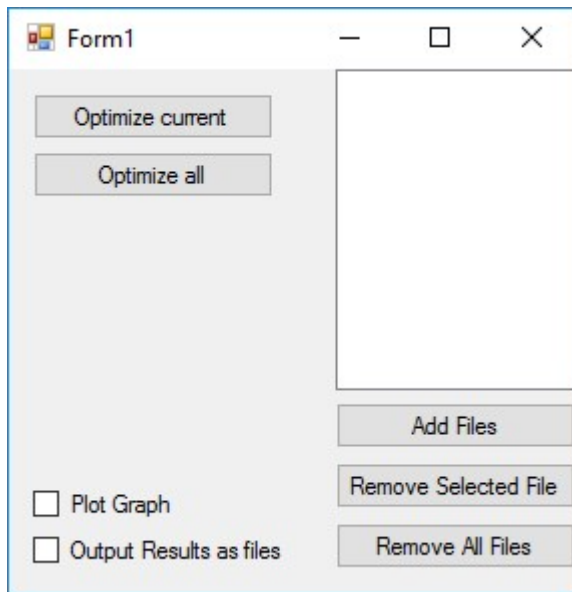 Form1
Optimize current
Optimize all
Add Files
Remove Selected File
Remove All Files
Plot Graph
Output Results as files